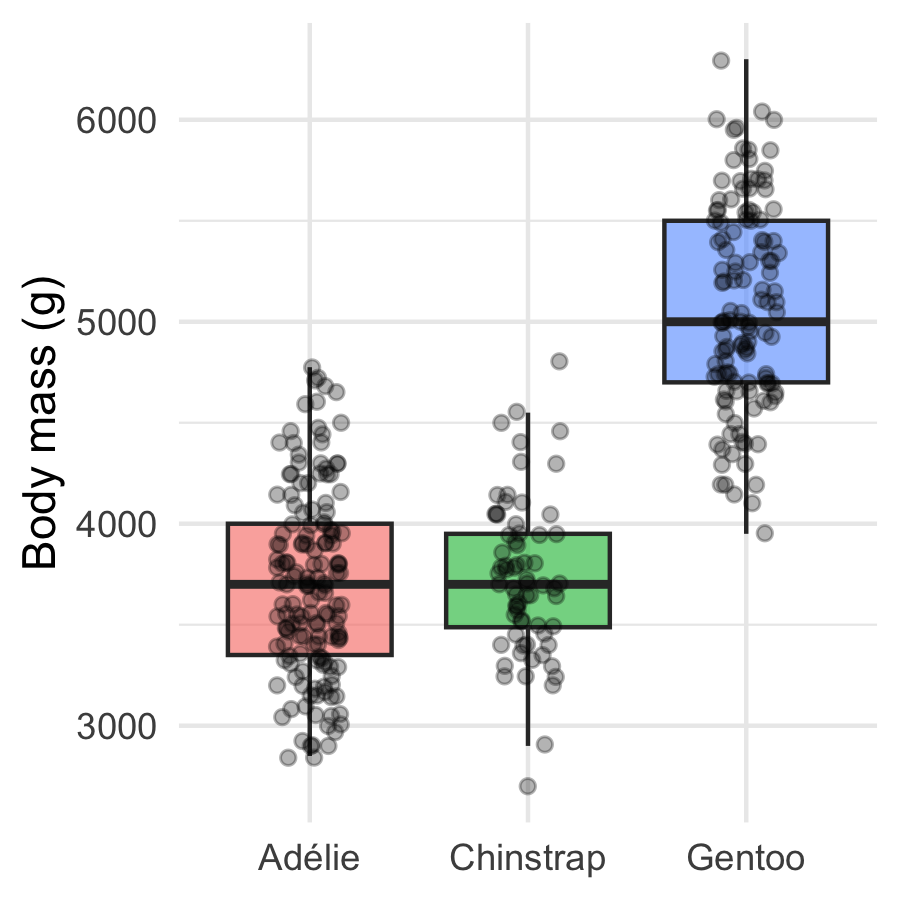 Body mass (g)
6000
5000
4000
3000
Adélie
Chinstrap
Gentoo